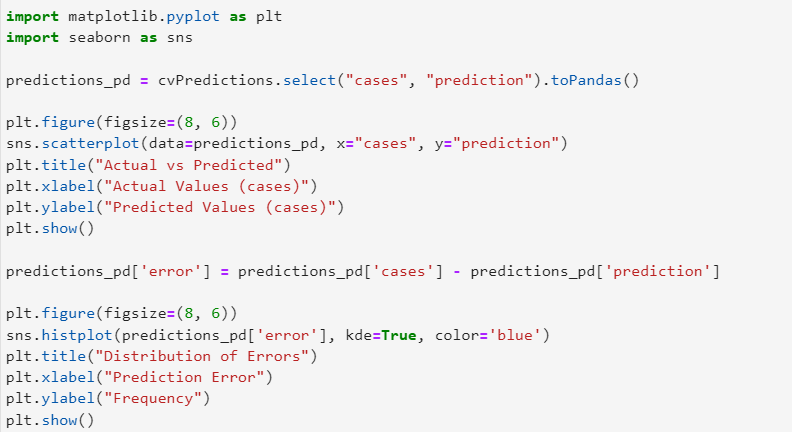 import matplotlib.pyplot as plt
import seaborn as sns
predictions_pd = cvPredictions.select("cases", "prediction").toPandas()
plt.figure(figsize=(8, 6))
sns.scatterplot(data=predictions_pd, x="cases", y="prediction")
plt.title("Actual vs Predicted")
plt.xlabel("Actual Values (cases)")
plt.ylabel("Predicted Values (cases)")
plt.show()
predictions_pd['error'] = predictions_pd['cases'] - predictions_pd['prediction']
plt.figure(figsize=(8, 6))
sns.histplot(predictions_pd['error'], kde=True, color='blue')
plt.title("Distribution of Errors")
plt.xlabel("Prediction Error")
plt.ylabel("Frequency")
plt.show()